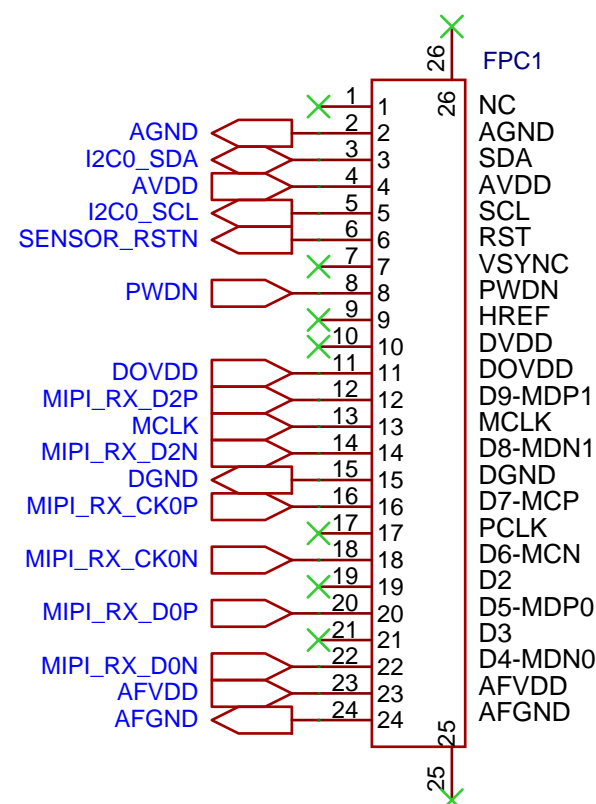 26 FPC1
26
1 1 NC
AGND 2 2 AGND
I2C0_SDA 3 3 SDA
AVDD 4 4 AVDD
I2C0_SCL 5 5 SCL
SENSOR_RSTN 6 6 RST
7 7 VSYNC
PWDN 8 8 PWDN
9 9 HREF
10 10 DVDD
DOVDD 11 11 DOVDD
MIPI_RX_D2P 12 12 D9-MDP1
MCLK 13 13 MCLK
MIPI_RX_D2N 14 14 D8-MDN1
DGND 15 15 DGND
MIPI_RX_CK0P 16 16 D7-MCP
17 17 PCLK
MIPI_RX_CK0N 18 18 D6-MCN
19 19 D2
MIPI_RX_D0P 20 20 D5-MDP0
21 21 D3
MIPI_RX_D0N 22 22 D4-MDN0
AFVDD 23 23 AFVDD
AFGND 24 24 AFGND
25
25